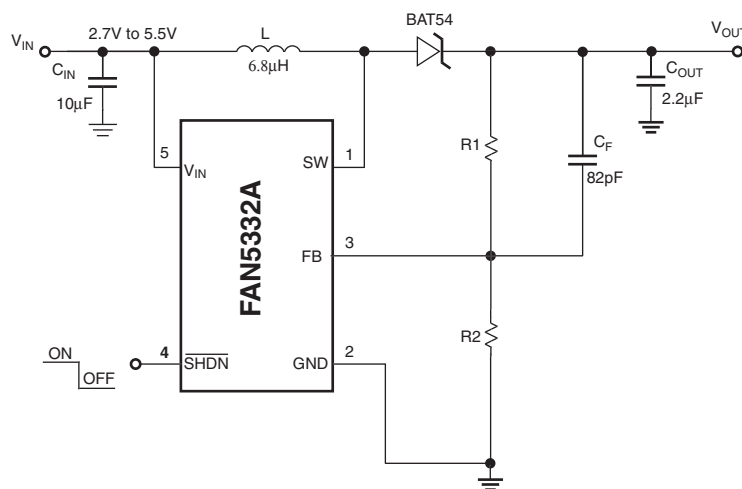 BAT54
V_IN
2.7V to 5.5V
L
V_OUT
6.8μH
C_IN
10μF
C_OUT
2.2μF
R1
C_F
82pF
5
V_IN
SW
1
FAN5332A
FB
3
R2
ON
OFF
4
SHDN
GND
2